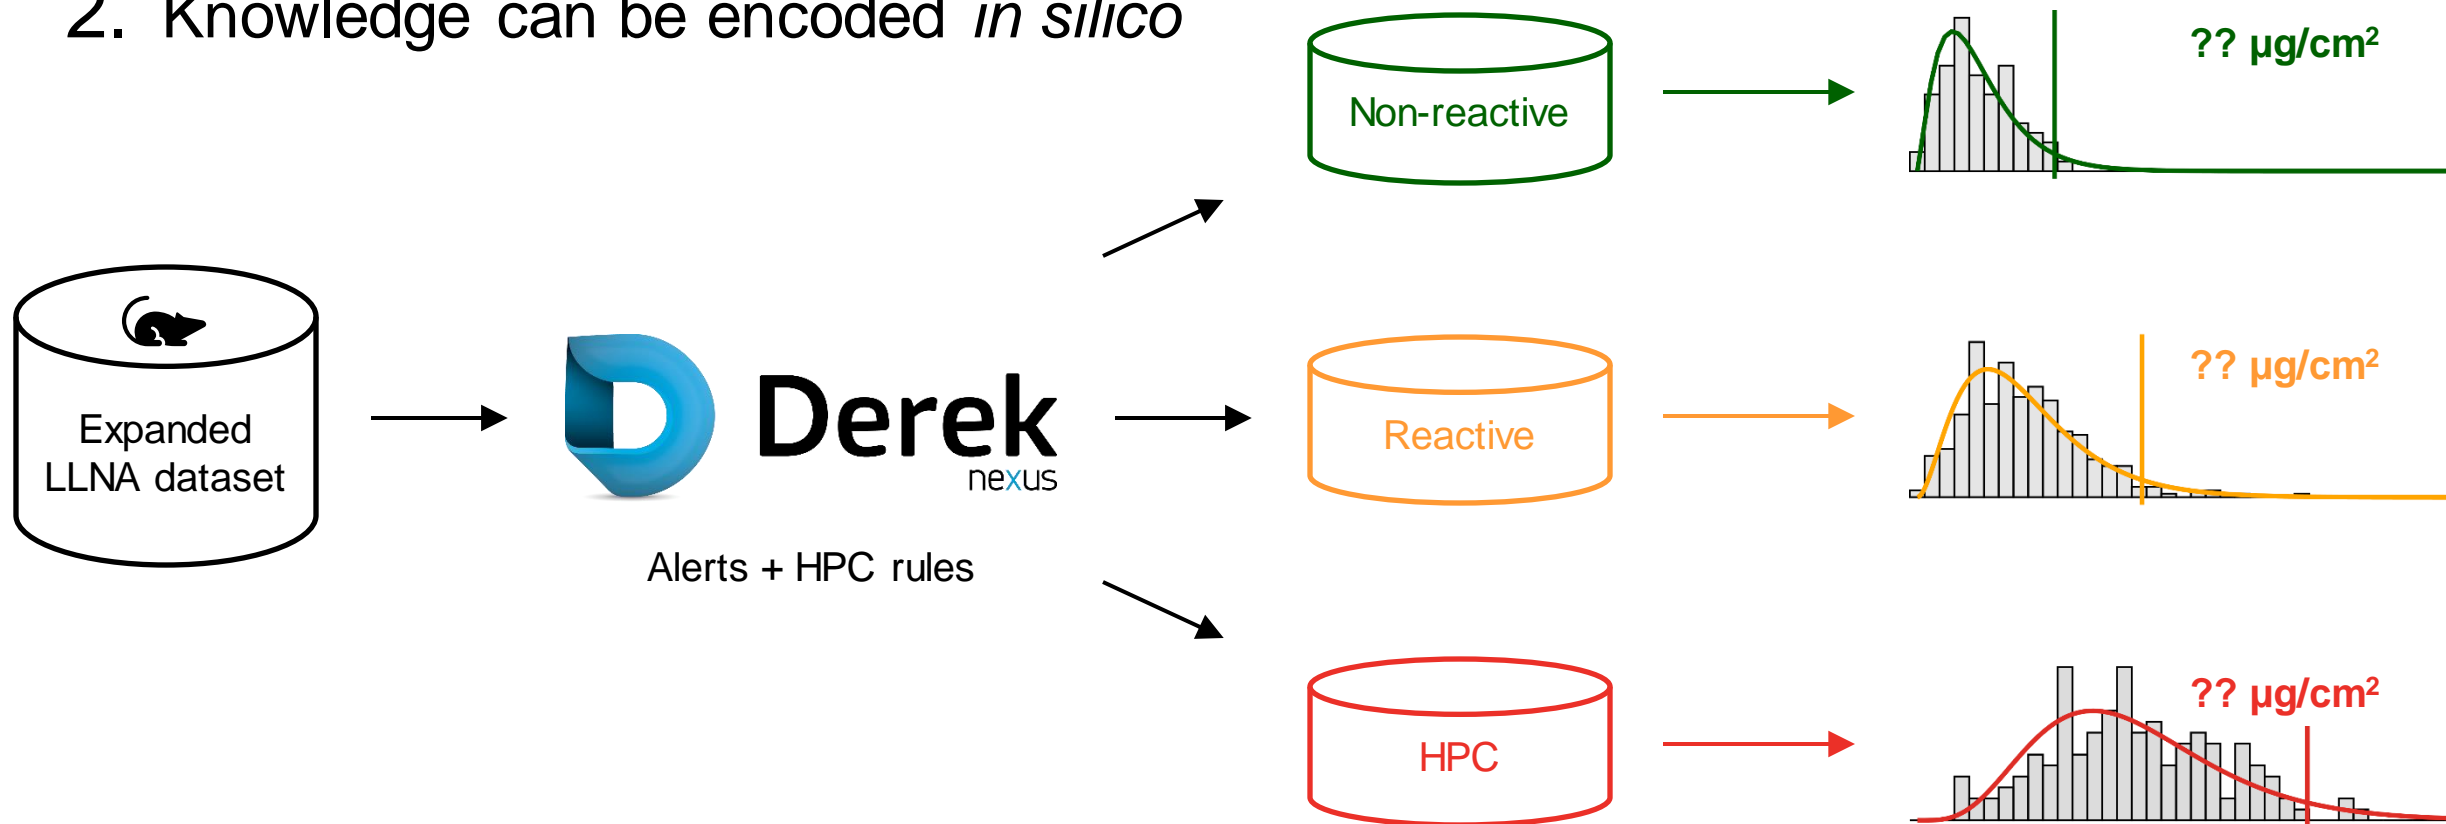 2. Knowledge can be encoded in silico
Non-reactive
?? µg/cm²
Expanded
LLNA dataset
Derek
nexus
Alerts + HPC rules
Reactive
?? µg/cm²
HPC
?? µg/cm²